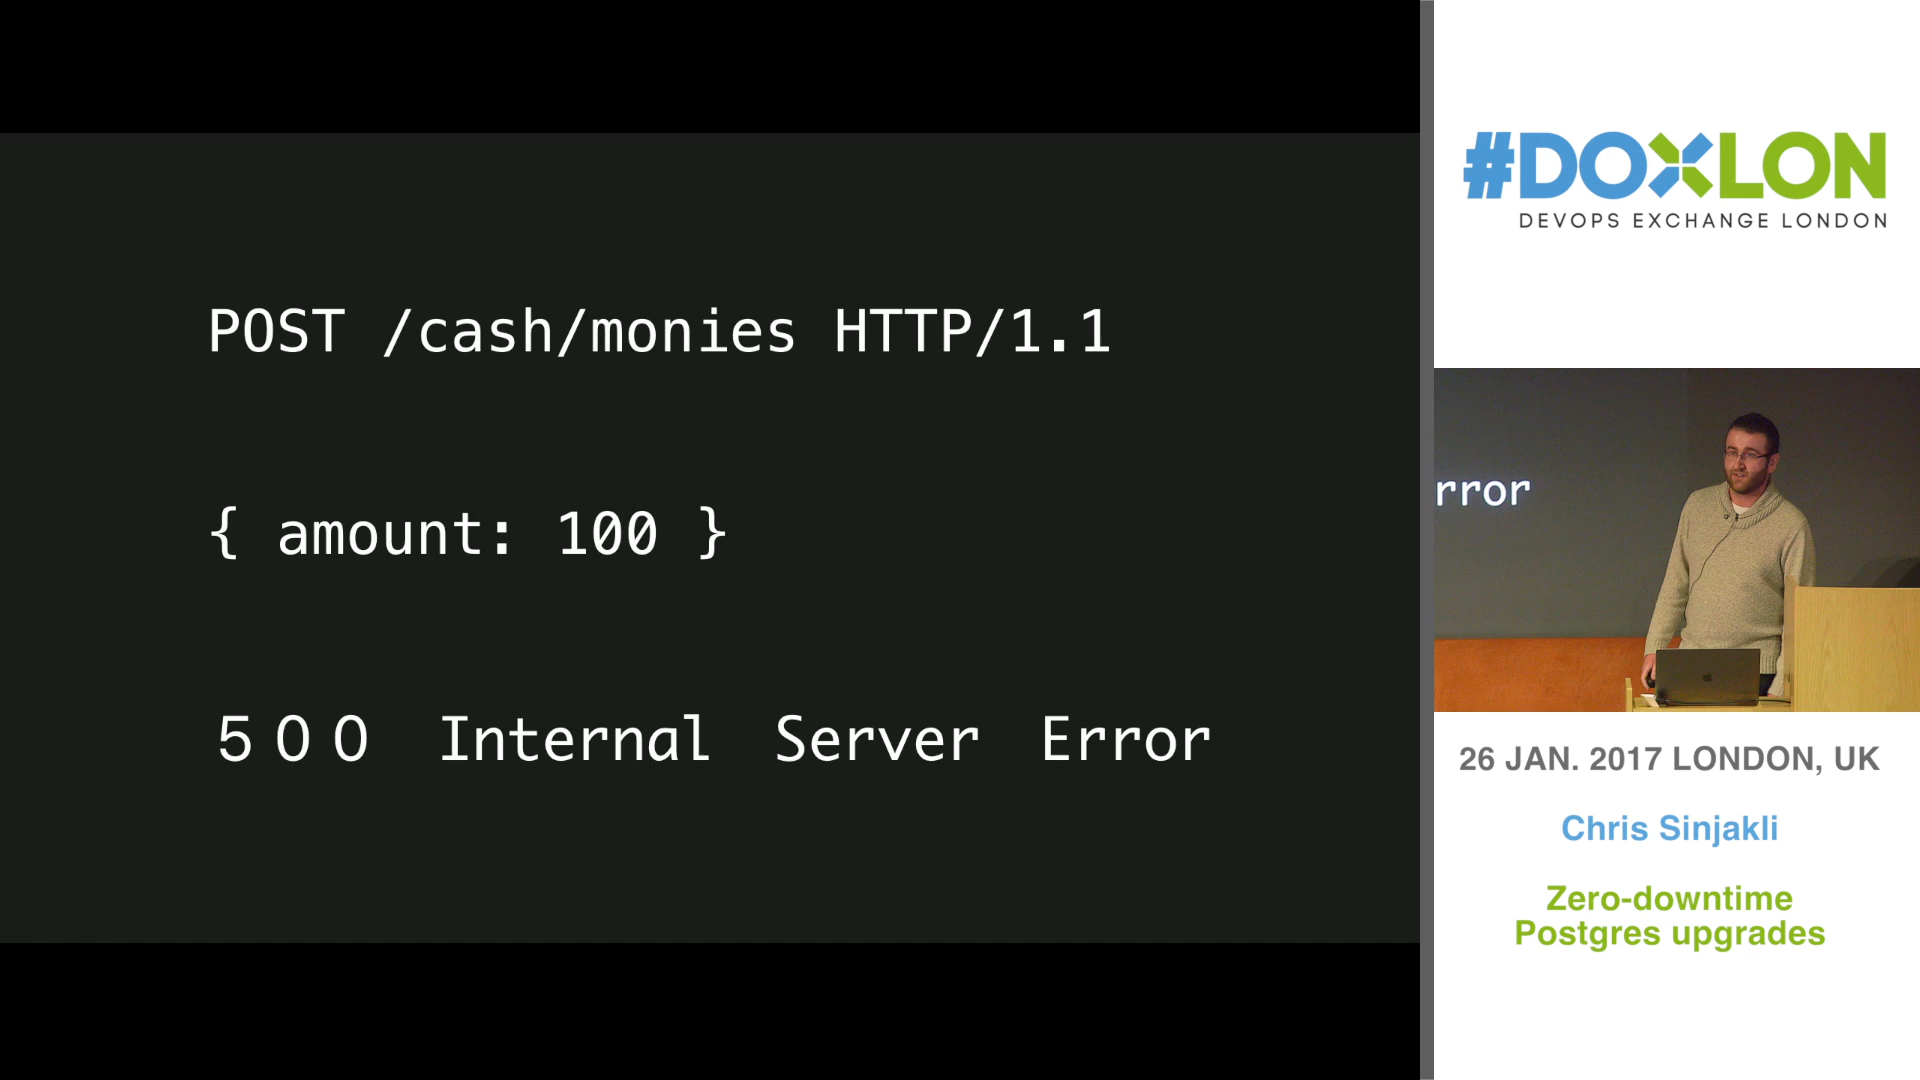 POST /cash/monies HTTP/1.1
{ amount: 100 }
500 Internal Server Error
#DOXLON
DEVOPS EXCHANGE LONDON
rror
26 JAN. 2017 LONDON, UK
Chris Sinjakli
Zero-downtime
Postgres upgrades